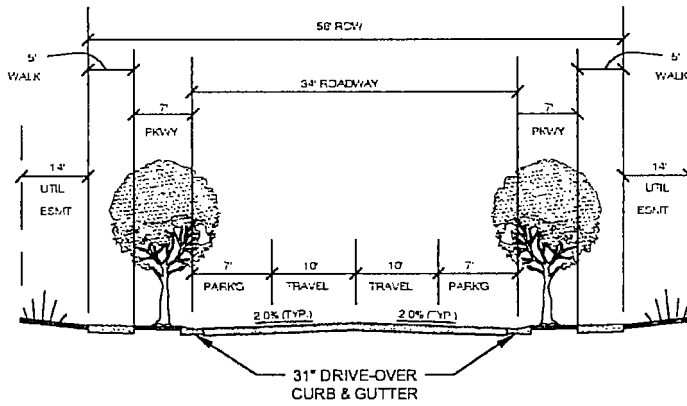 58' ROW
5'
WALK
5'
WALK
34' ROADWAY
7'
PKWY
7'
PKWY
14'
UTIL
ESMT
14'
UTIL
ESMT
7'
PARK'G
10'
TRAVEL
10'
TRAVEL
7'
PARK'G
2.0% (TYP.)
2.0% (TYP.)
31" DRIVE-OVER
CURB & GUTTER